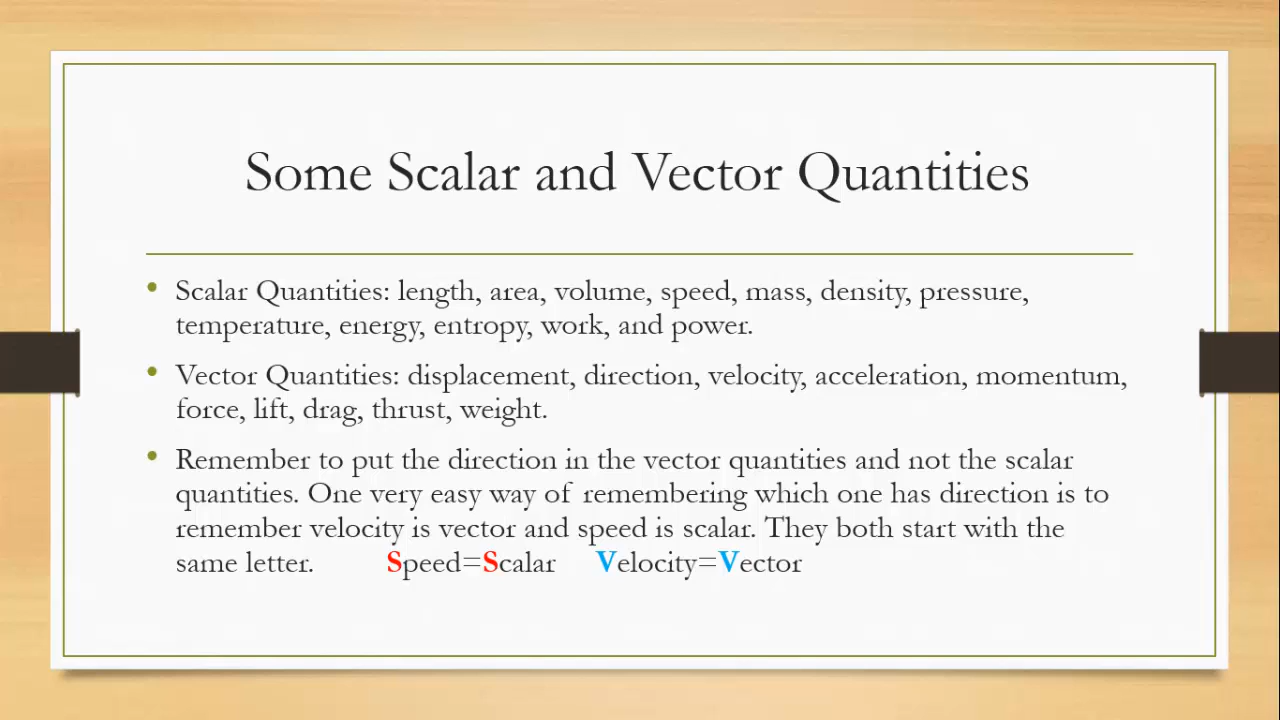 Some Scalar and Vector Quantities
• Scalar Quantities: length, area, volume, speed, mass, density, pressure,
temperature, energy, entropy, work, and power.
• Vector Quantities: displacement, direction, velocity, acceleration, momentum,
force, lift, drag, thrust, weight.
• Remember to put the direction in the vector quantities and not the scalar
quantities. One very easy way of remembering which one has direction is to
remember velocity is vector and speed is scalar. They both start with the
same letter. Speed=Scalar Velocity=Vector